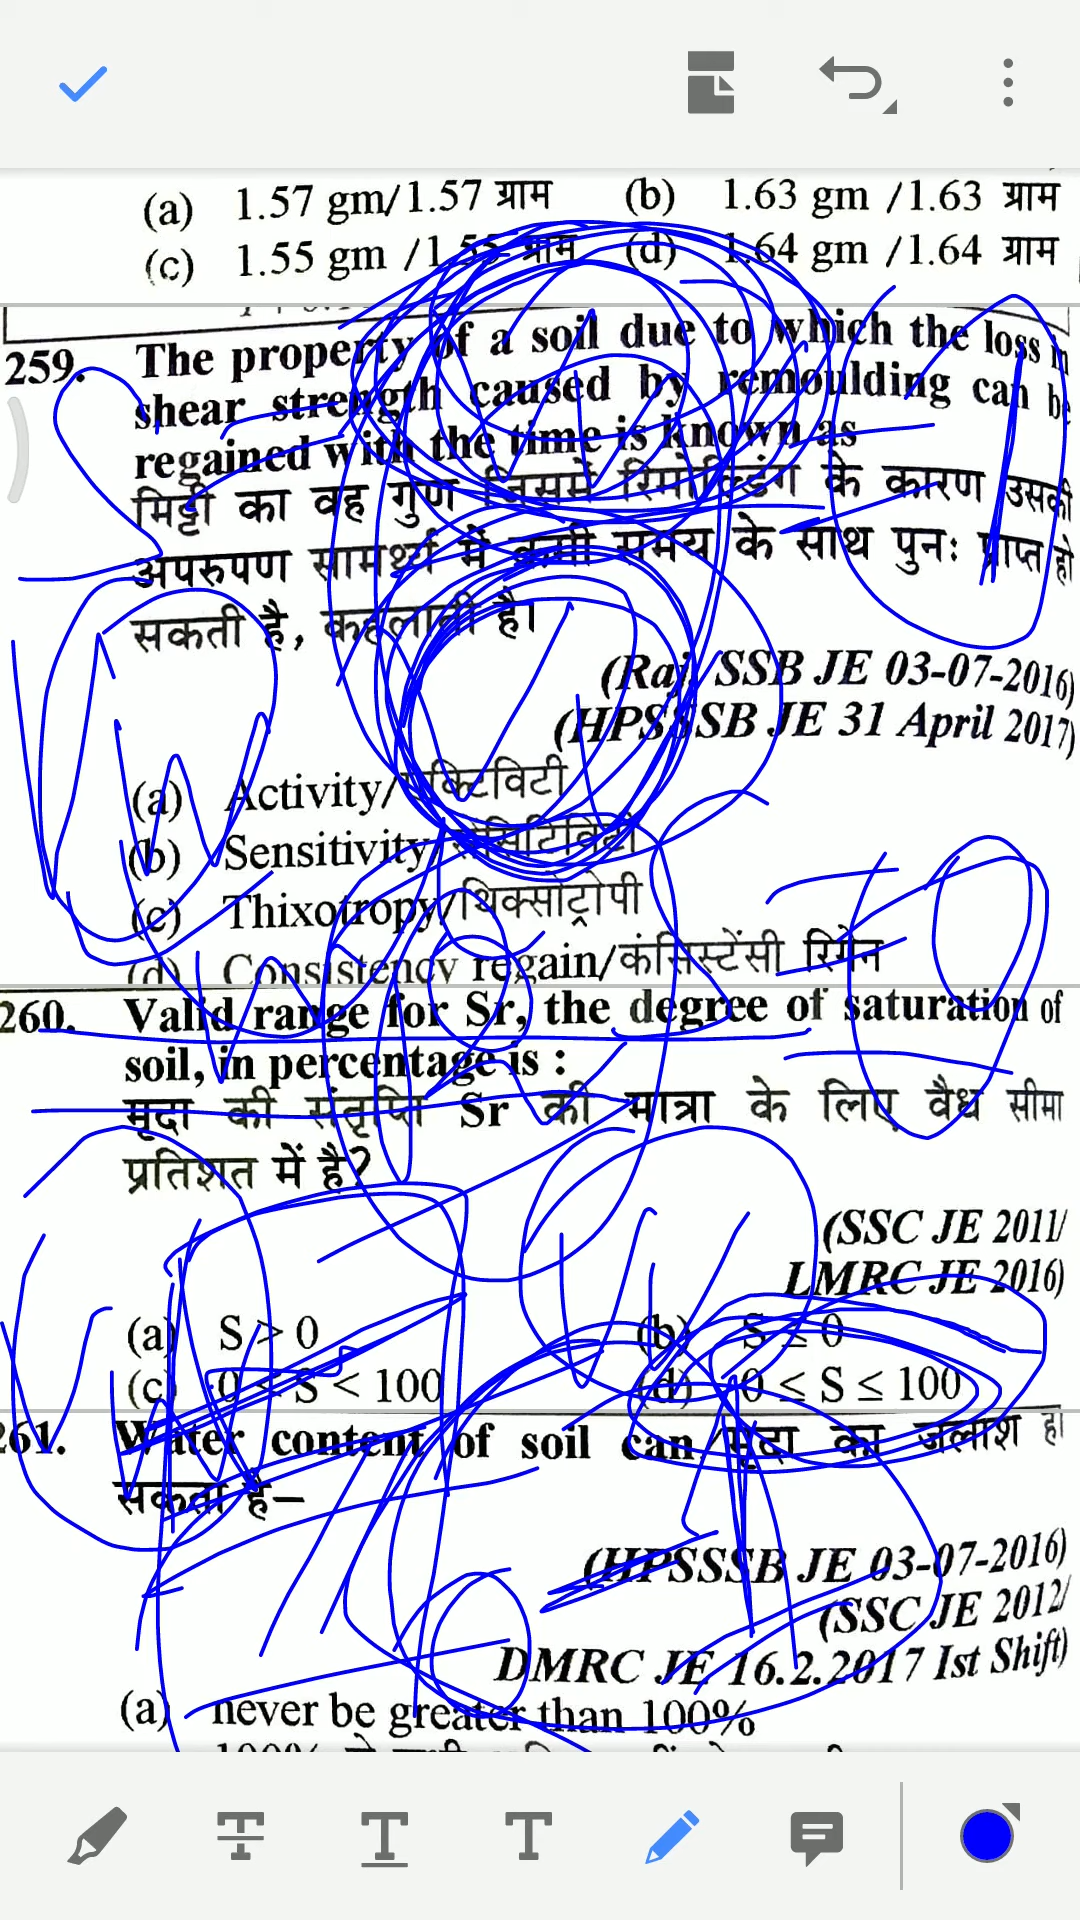 (a) 1.57 gm/1.57 ग्राम (b) 1.63 gm /1.63 ग्राम
(c) 1.55 gm /1.55 ग्राम (d) 1.64 gm /1.64 ग्राम
259. The property of a soil due to which the loss in
shear strength caused by remoulding can be
regained with the time is known as
मिट्टी का वह गुण जिसमें रिमोल्डिंग के कारण उसकी
अपरुपण सामर्थ्य में कमी समय के साथ पुनः प्राप्त हो
सकती है, कहलाती है।
(Raj. SSB JE 03-07-2016)
(HPSSSB JE 31 April 2017)
(a) Activity/एक्टिविटी
(b) Sensitivity/सेंसिटिविटी
(c) Thixotropy/थिक्सोट्रोपी
(d) Consistency regain/कंसिस्टेंसी रिगेन
260. Valid range for Sr, the degree of saturation of
soil, in percentage is :
मृदा की संतृप्ति Sr की मात्रा के लिए वैध सीमा
प्रतिशत में है?
(SSC JE 2011/
LMRC JE 2016)
(a) S > 0 (b) S ≤ 0
(c) 0 < S < 100 (d) 0 ≤ S ≤ 100
261. Water content of soil can/मृदा का जलांश हो
सकता है–
(HPSSSB JE 03-07-2016)
(SSC JE 2012/
DMRC JE 16.2.2017 Ist Shift)
(a) never be greater than 100%